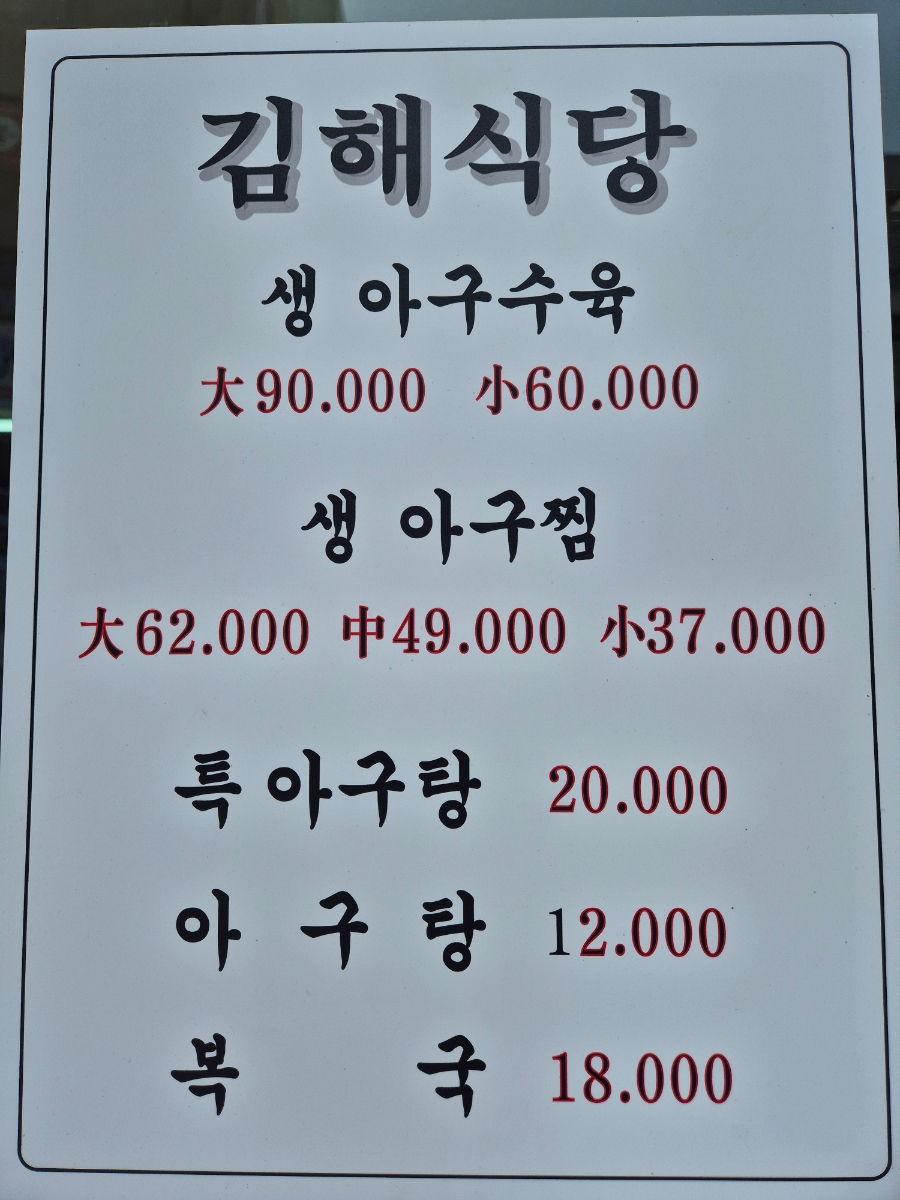 김해식당
생 아구수육
大90.000 小60.000
생 아구찜
大62.000 中49.000 小37.000
특아구탕 20.000
아 구 탕 12.000
복 국 18.000